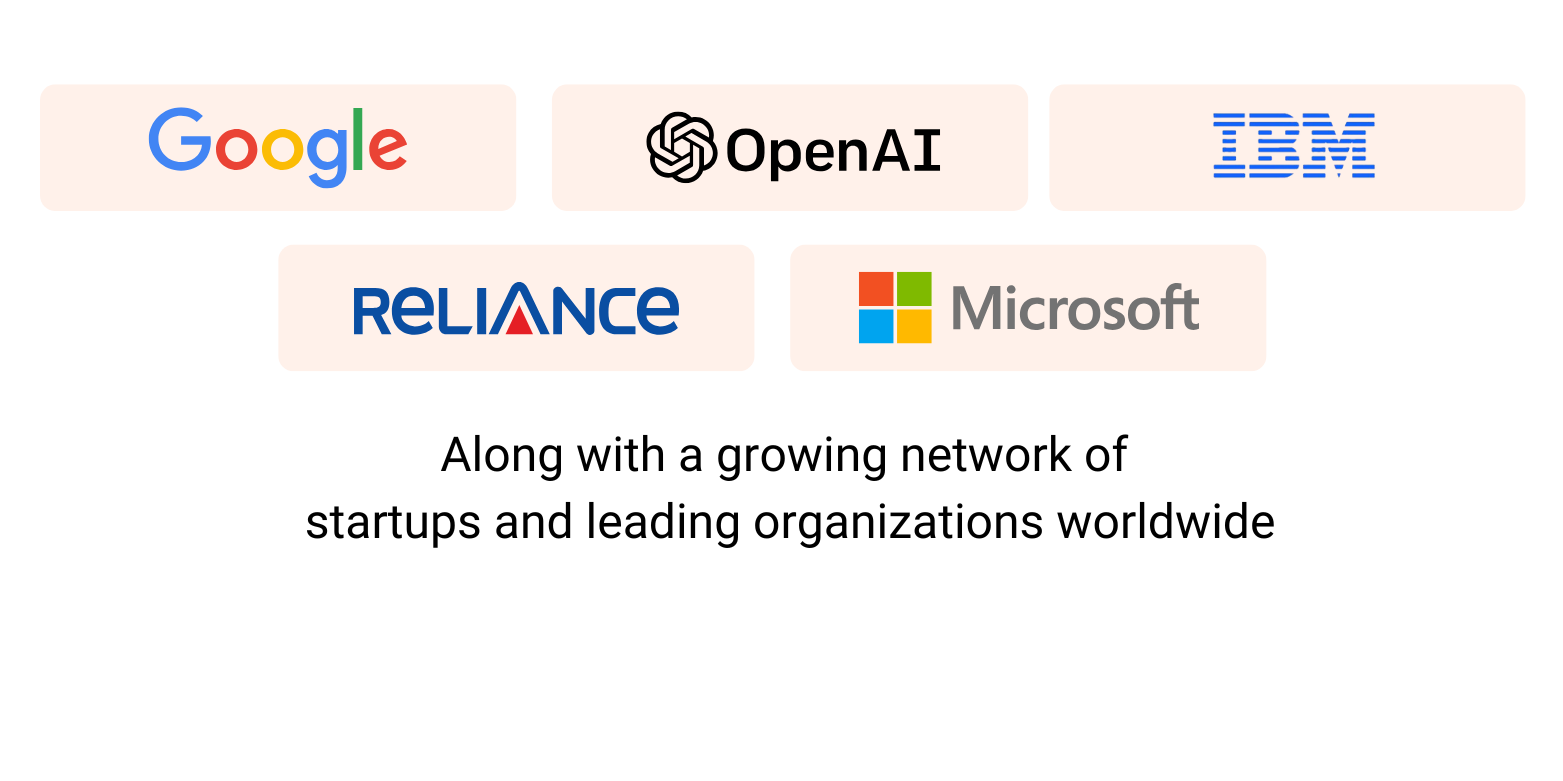 Google
OpenAI
IBM
RELIANCE
Microsoft
Along with a growing network of
startups and leading organizations worldwide